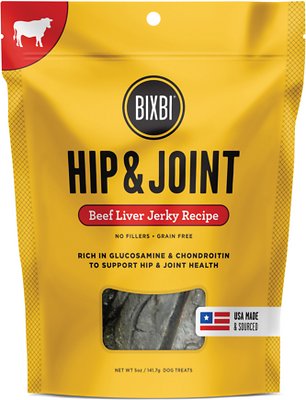 BIXBI
HIP & JOINT
Beef Liver Jerky Recipe
NO FILLERS + GRAIN FREE
RICH IN GLUCOSAMINE & CHONDROITIN
TO SUPPORT HIP & JOINT HEALTH
USA MADE
& SOURCED
NET WT 5oz / 141.7g DOG TREATS